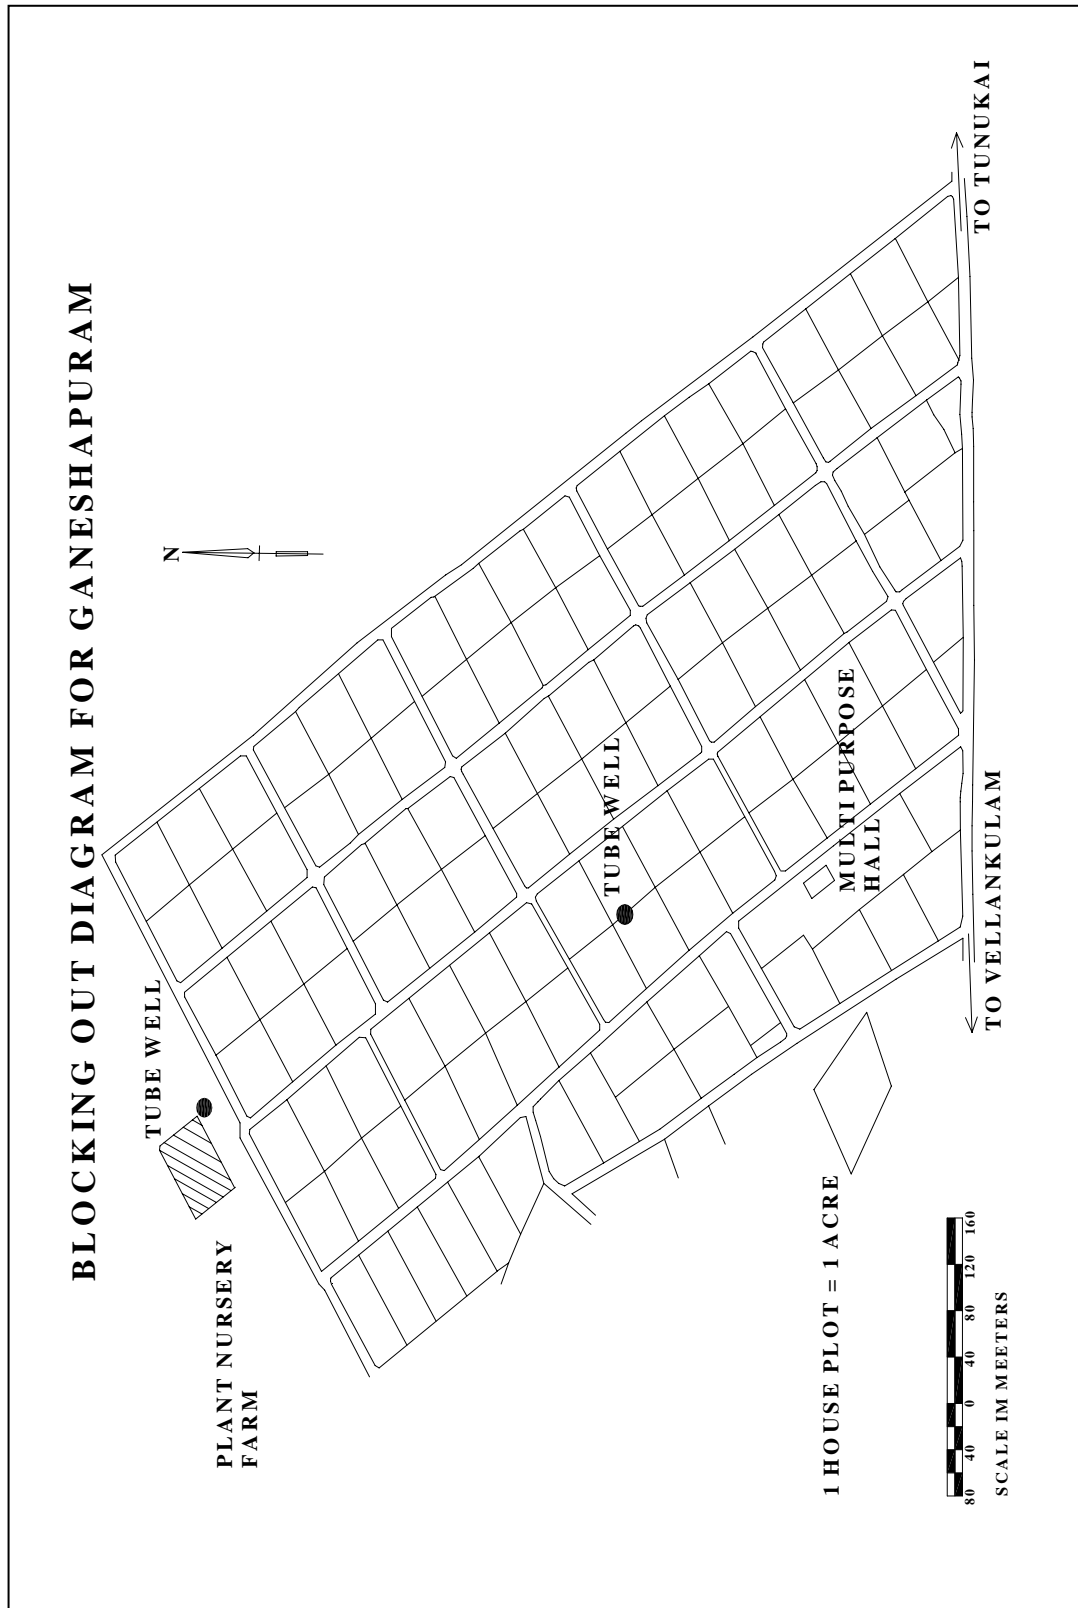 BLOCKING OUT DIAGRAM FOR GANESHAPURAM
N
TUBE WELL
PLANT NURSERY
FARM
TUBE WELL
MULTI PURPOSE
HALL
TO TUNUKAI
TO VELLANKULAM
1 HOUSE PLOT = 1 ACRE
80 40 0 40 80 120 160
SCALE IM MEETERS